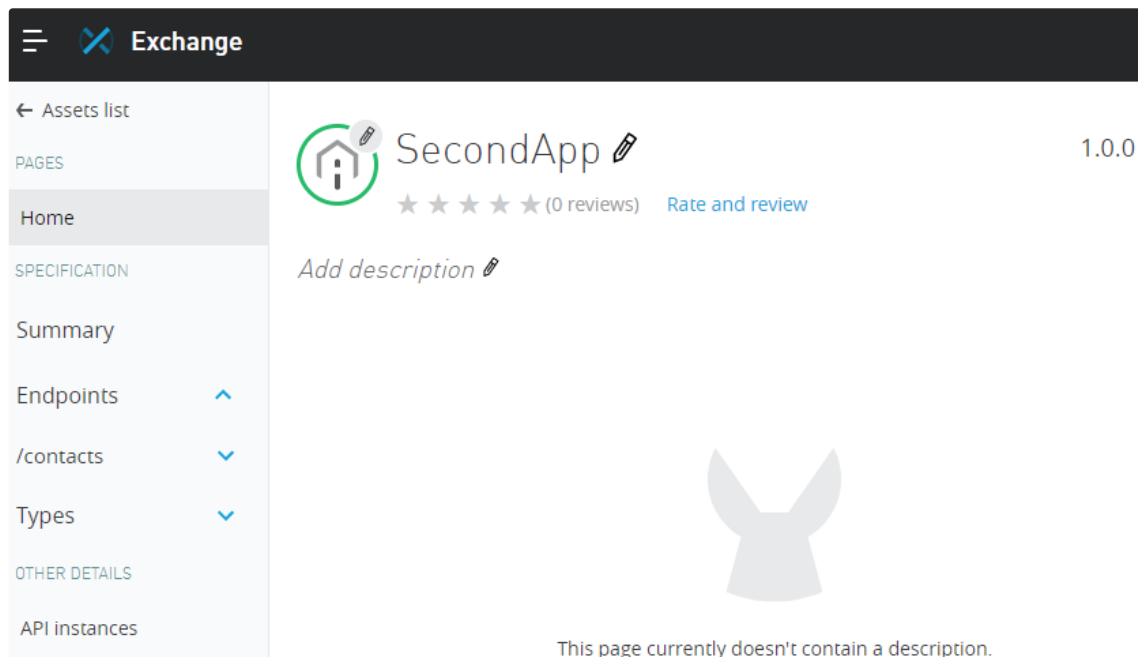 Exchange
Assets list
PAGES
Home
SPECIFICATION
Summary
Endpoints
/contacts
Types
OTHER DETAILS
API instances
SecondApp
1.0.0
(0 reviews) Rate and review
Add description
This page currently doesn't contain a description.